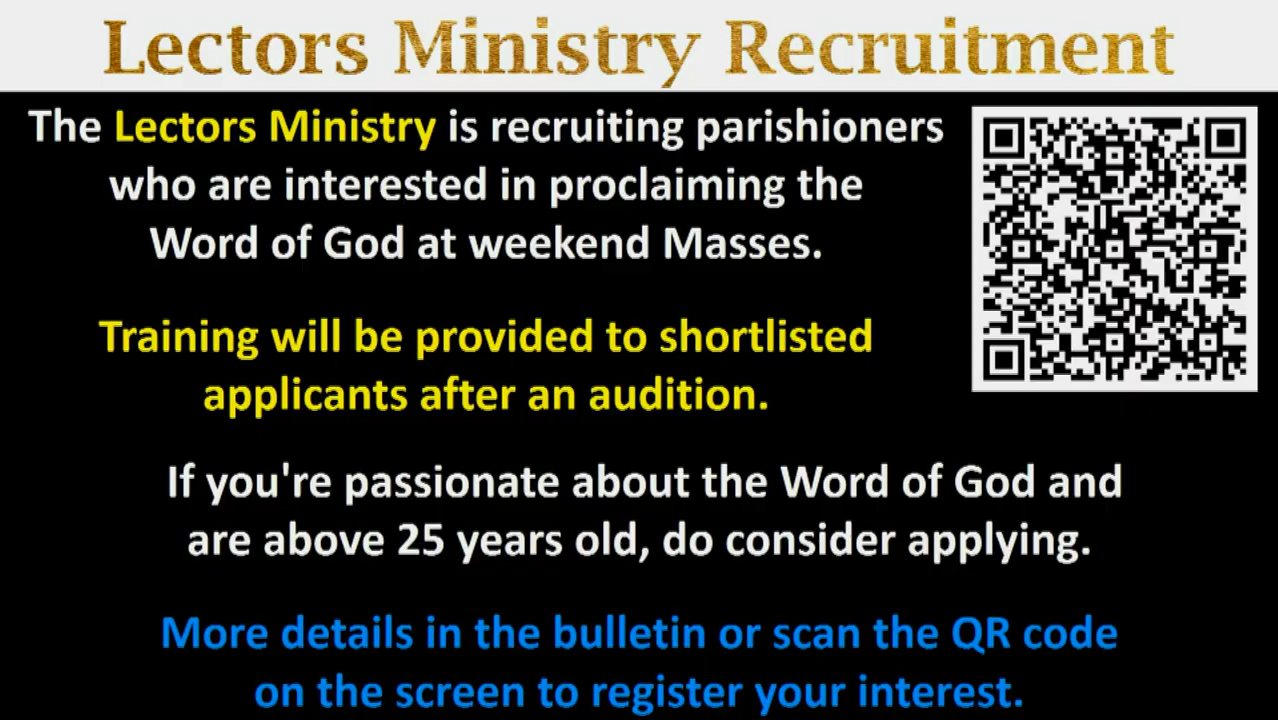 Lectors Ministry Recruitment
The Lectors Ministry is recruiting parishioners
who are interested in proclaiming the
Word of God at weekend Masses.
Training will be provided to shortlisted
applicants after an audition.
If you're passionate about the Word of God and
are above 25 years old, do consider applying.
More details in the bulletin or scan the QR code
on the screen to register your interest.